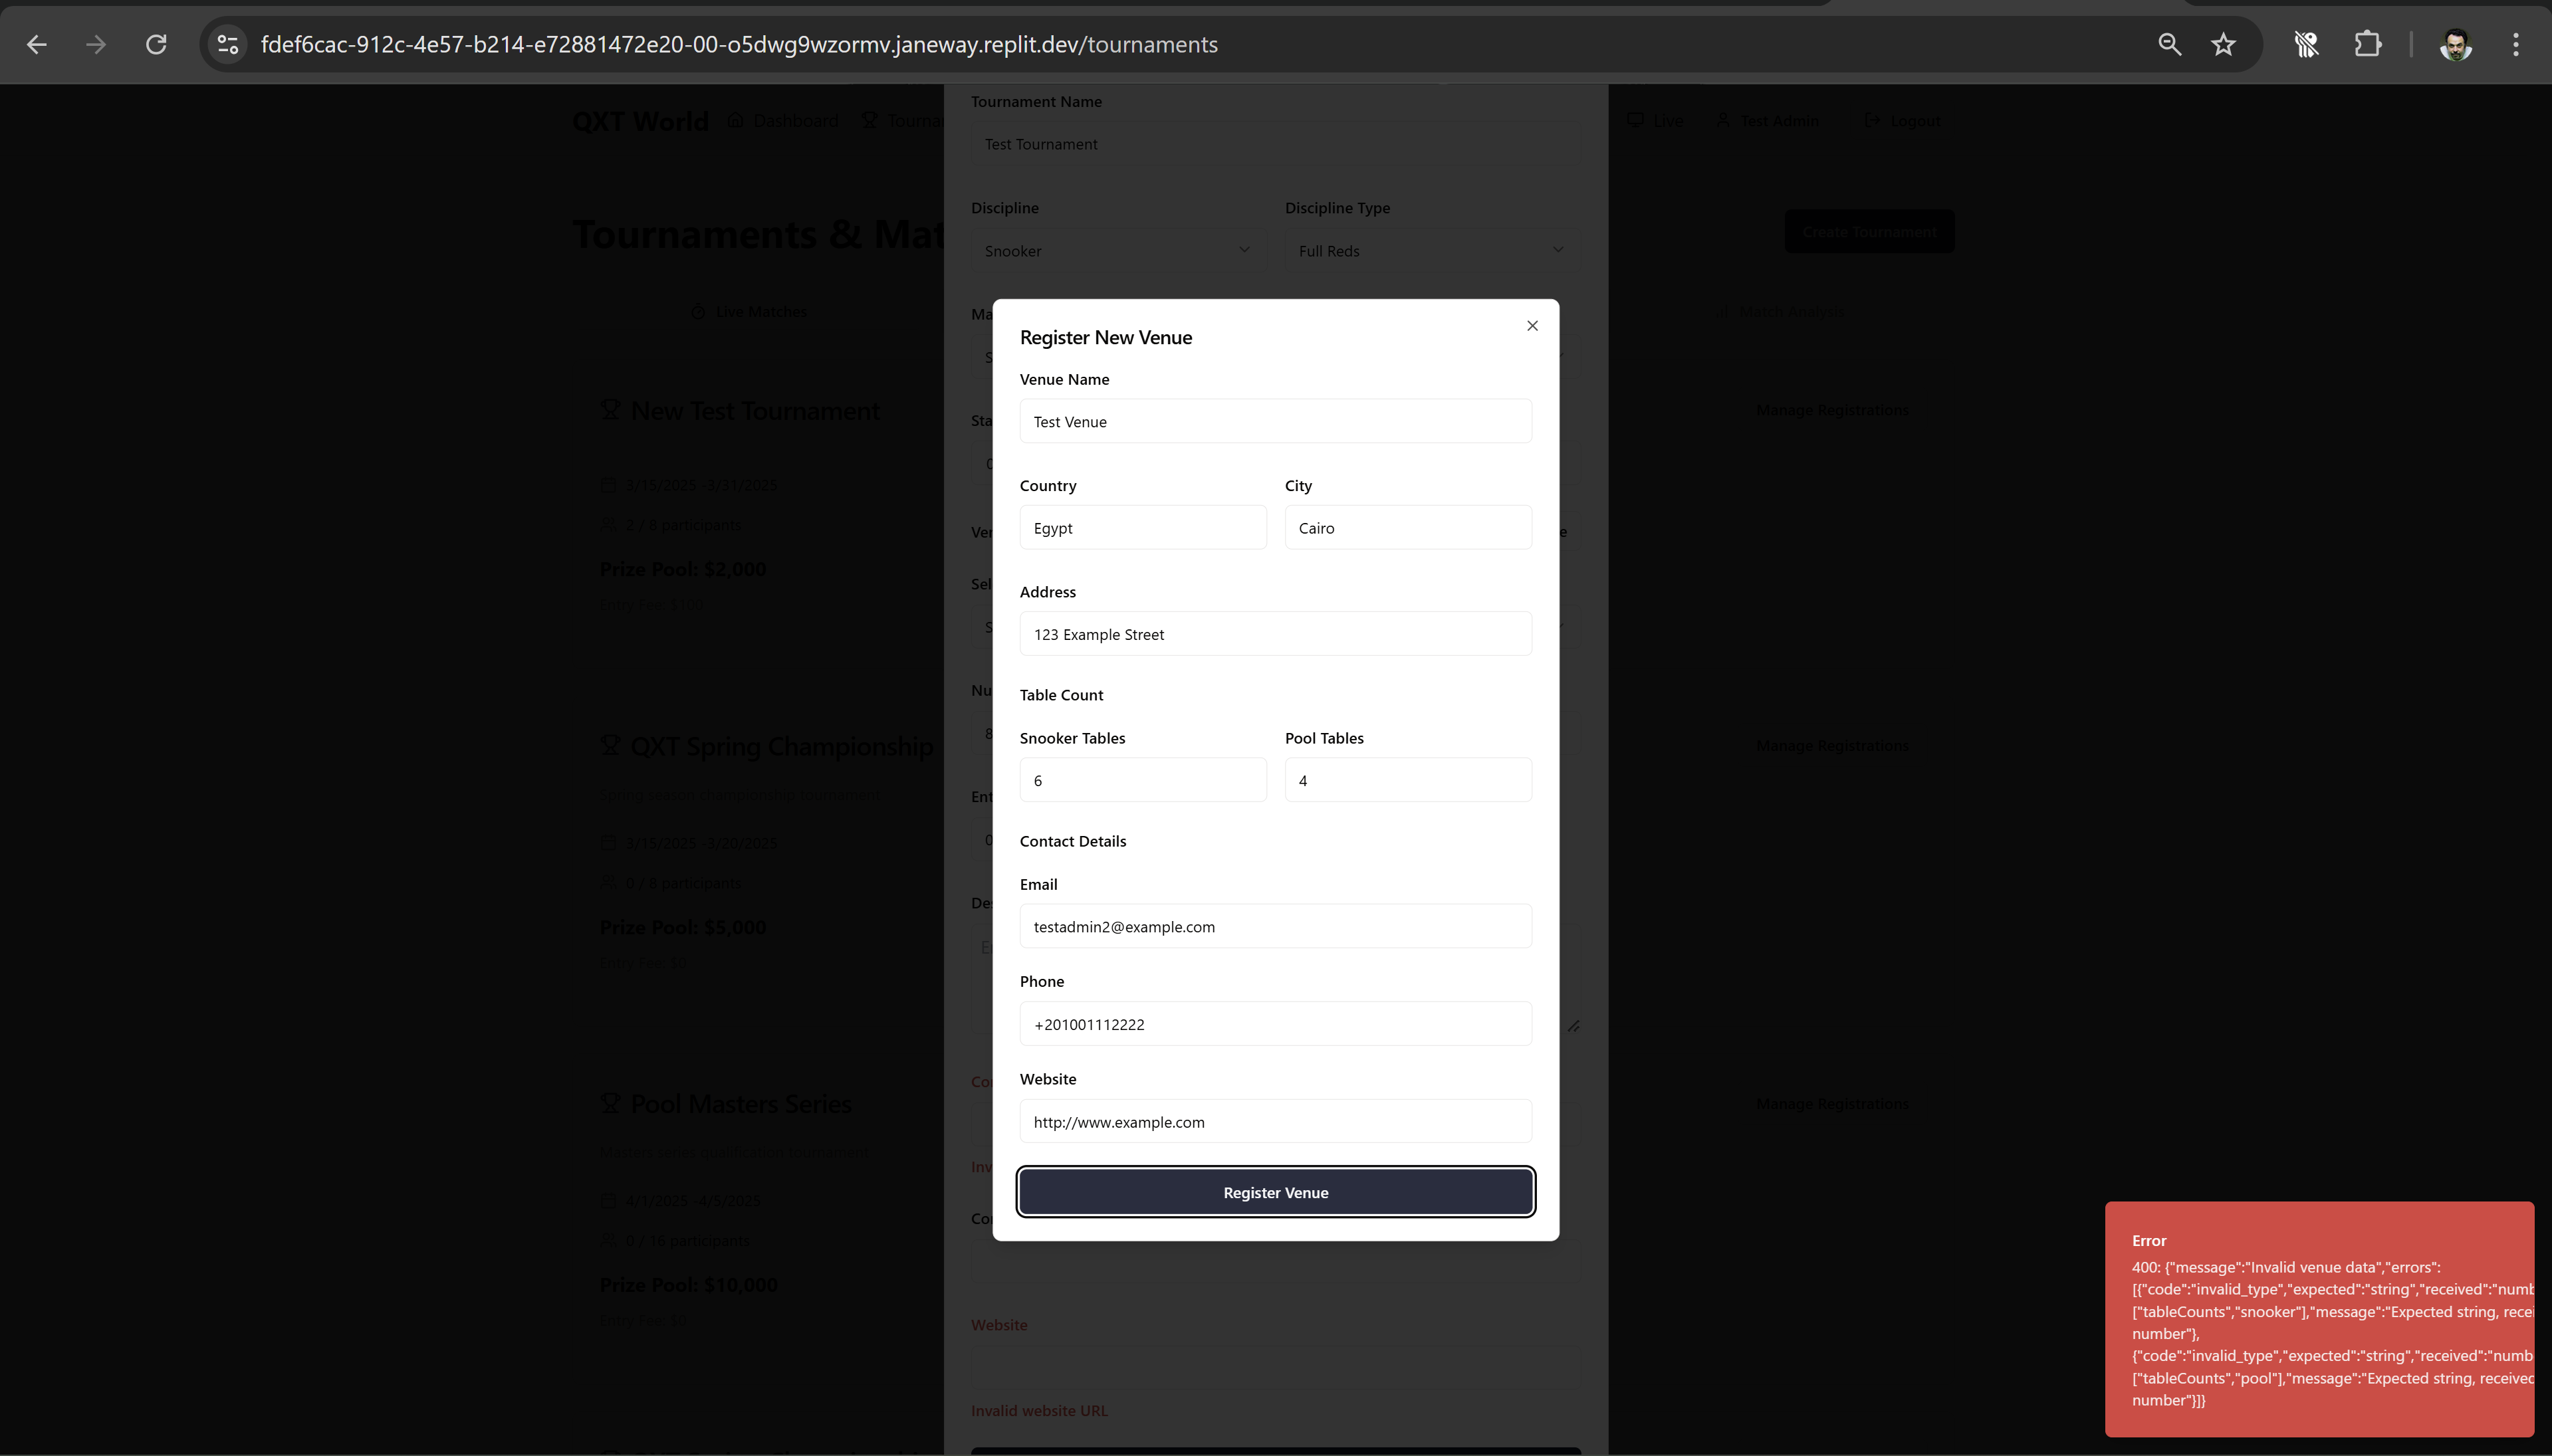 fdef6cac-912c-4e57-b214-e72881472e20-00-o5dwg9wzormv.janeway.replit.dev/tournaments
QXT World
Dashboard
Live
Test Admin
Logout
Tournaments & Mat
Create Tournament
Live Matches
Match Analysis
Tournament Name
Test Tournament
Discipline
Discipline Type
Snooker
Full Reds
New Test Tournament
Manage Registrations
3/15/2025 -3/31/2025
2 / 8 participants
Prize Pool: $2,000
Entry Fee: $100
QXT Spring Championship
Manage Registrations
Spring season championship tournament
3/15/2025 -3/20/2025
0 / 8 participants
Prize Pool: $5,000
Entry Fee: $0
Pool Masters Series
Manage Registrations
Masters series qualification tournament
4/1/2025 -4/5/2025
0 / 16 participants
Prize Pool: $10,000
Entry Fee: $0
Register New Venue
Venue Name
Test Venue
Country
City
Egypt
Cairo
Address
123 Example Street
Table Count
Snooker Tables
Pool Tables
6
4
Contact Details
Email
testadmin2@example.com
Phone
+201001112222
Website
http://www.example.com
Register Venue
Website
Invalid website URL
Error
400: {"message":"Invalid venue data","errors":
[{"code":"invalid_type","expected":"string","received":"numb
["tableCounts","snooker"],"message":"Expected string, recei
number"},
{"code":"invalid_type","expected":"string","received":"numb
["tableCounts","pool"],"message":"Expected string, received
number"}]}